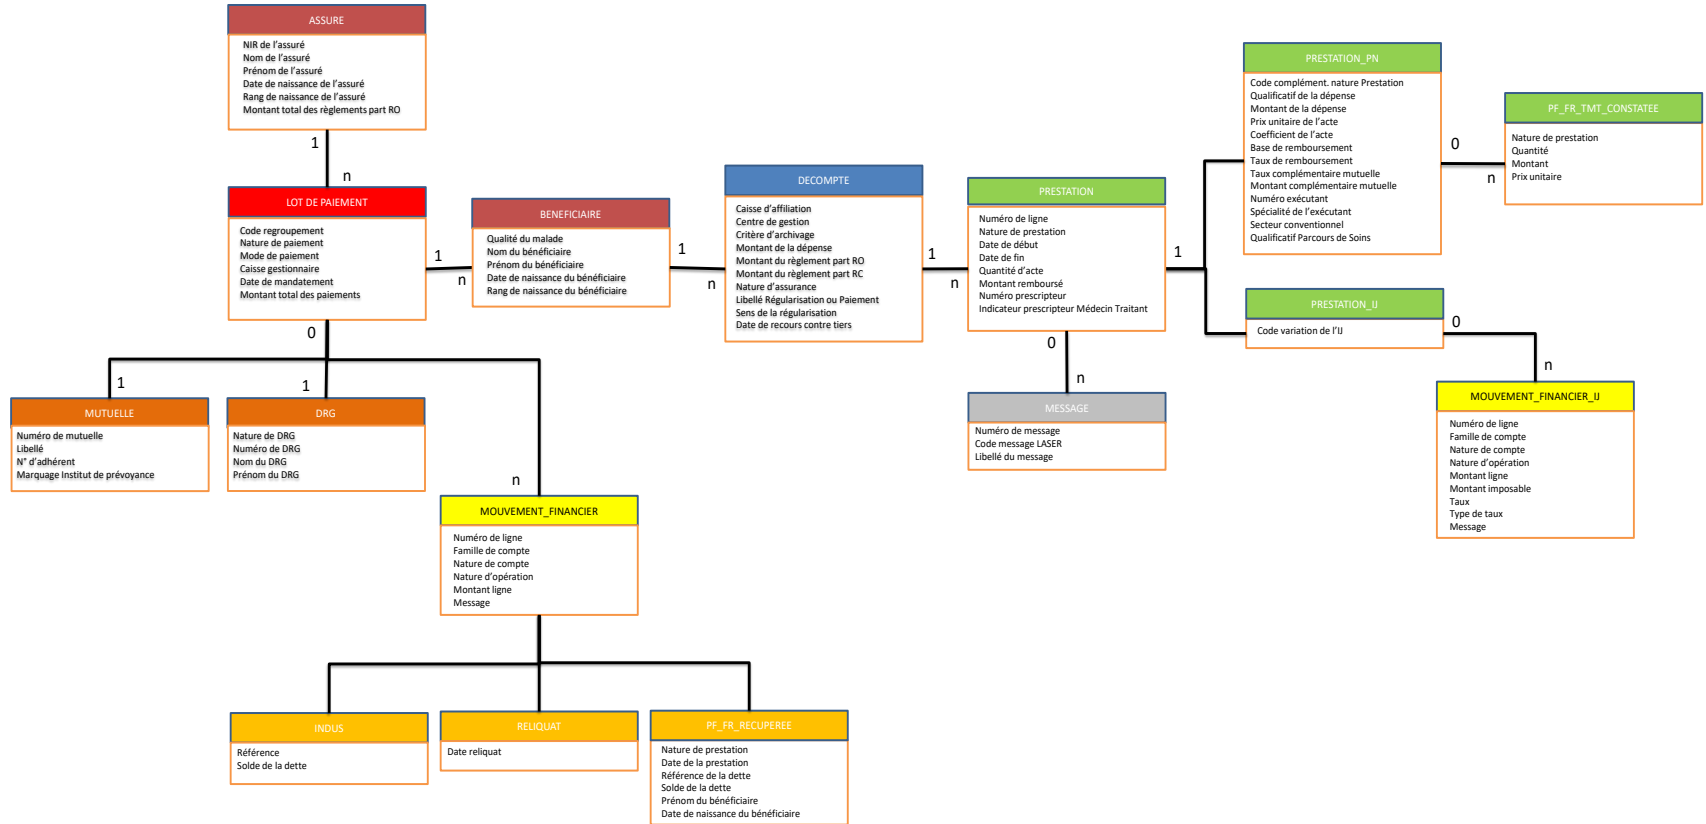 ASSURE
NIR de l'assuré
Nom de l'assuré
Prénom de l'assuré
Date de naissance de l'assuré
Rang de naissance de l'assuré
Montant total des règlements part RO
1
n
LOT DE PAIEMENT
Code regroupement
Nature de paiement
Mode de paiement
Caisse gestionnaire
Date de mandatement
Montant total des paiements
1
n
BENEFICIAIRE
Qualité du malade
Nom du bénéficiaire
Prénom du bénéficiaire
Date de naissance du bénéficiaire
Rang de naissance du bénéficiaire
1
n
DECOMPTE
Caisse d'affiliation
Centre de gestion
Critère d'archivage
Montant de la dépense
Montant du règlement part RO
Montant du règlement part RC
Nature d'assurance
Libellé Régularisation ou Paiement
Sens de la régularisation
Date de recours contre tiers
1
n
PRESTATION
Numéro de ligne
Nature de prestation
Date de début
Date de fin
Quantité d'acte
Montant remboursé
Numéro prescripteur
Indicateur prescripteur Médecin Traitant
1
PRESTATION_PN
Code complément. nature Prestation
Qualificatif de la dépense
Montant de la dépense
Prix unitaire de l'acte
Coefficient de l'acte
Base de remboursement
Taux de remboursement
Taux complémentaire mutuelle
Montant complémentaire mutuelle
Numéro exécutant
Spécialité de l'exécutant
Secteur conventionnel
Qualificatif Parcours de Soins
0
n
PF_FR_TMT_CONSTATEE
Nature de prestation
Quantité
Montant
Prix unitaire
PRESTATION_IJ
Code variation de l'IJ
0
n
MOUVEMENT_FINANCIER_IJ
Numéro de ligne
Famille de compte
Nature de compte
Nature d'opération
Montant ligne
Montant imposable
Taux
Type de taux
Message
0
n
MESSAGE
Numéro de message
Code message LASER
Libellé du message
0
1
1
n
MUTUELLE
Numéro de mutuelle
Libellé
N° d'adhérent
Marquage Institut de prévoyance
DRG
Nature de DRG
Numéro de DRG
Nom du DRG
Prénom du DRG
MOUVEMENT_FINANCIER
Numéro de ligne
Famille de compte
Nature de compte
Nature d'opération
Montant ligne
Message
INDUS
Référence
Solde de la dette
RELIQUAT
Date reliquat
PF_FR_RECUPEREE
Nature de prestation
Date de la prestation
Référence de la dette
Solde de la dette
Prénom du bénéficiaire
Date de naissance du bénéficiaire